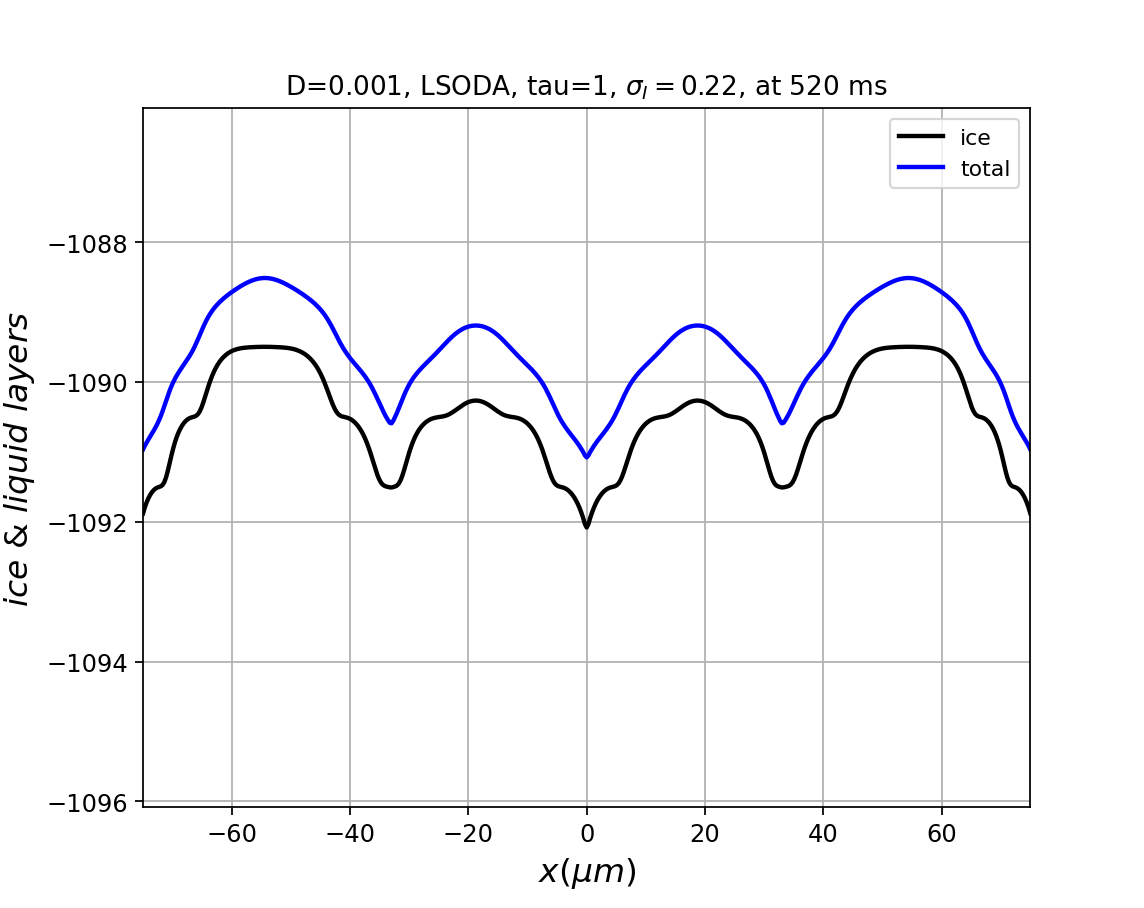 D=0.001, LSODA, tau=1, σ_I = 0.22, at 520 ms
ice
total
ice & liquid layers
−1088
−1090
−1092
−1094
−1096
−60 −40 −20 0 20 40 60
x(μm)